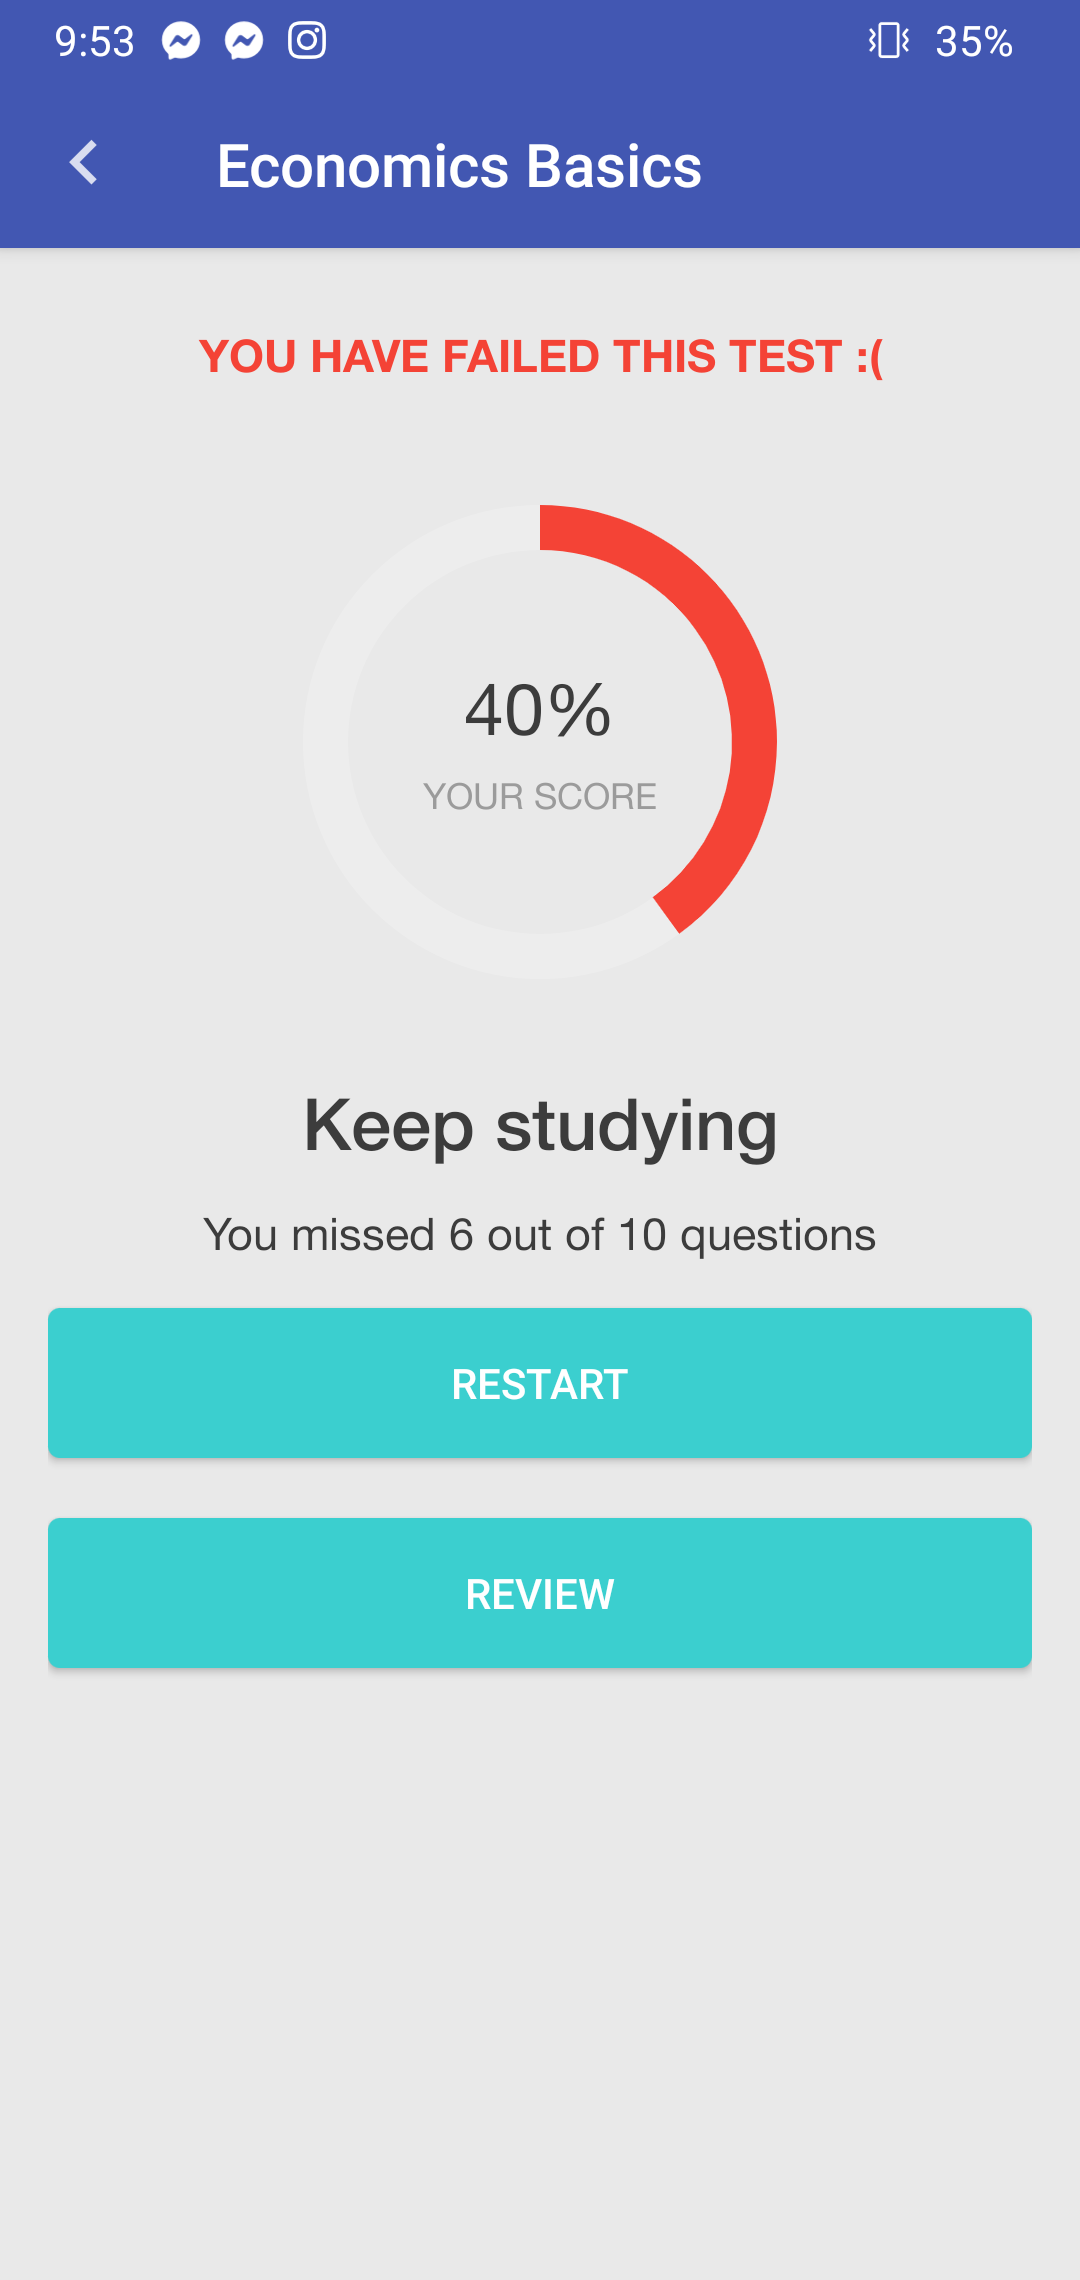 9:53
35%
Economics Basics
YOU HAVE FAILED THIS TEST :(
40%
YOUR SCORE
Keep studying
You missed 6 out of 10 questions
RESTART
REVIEW